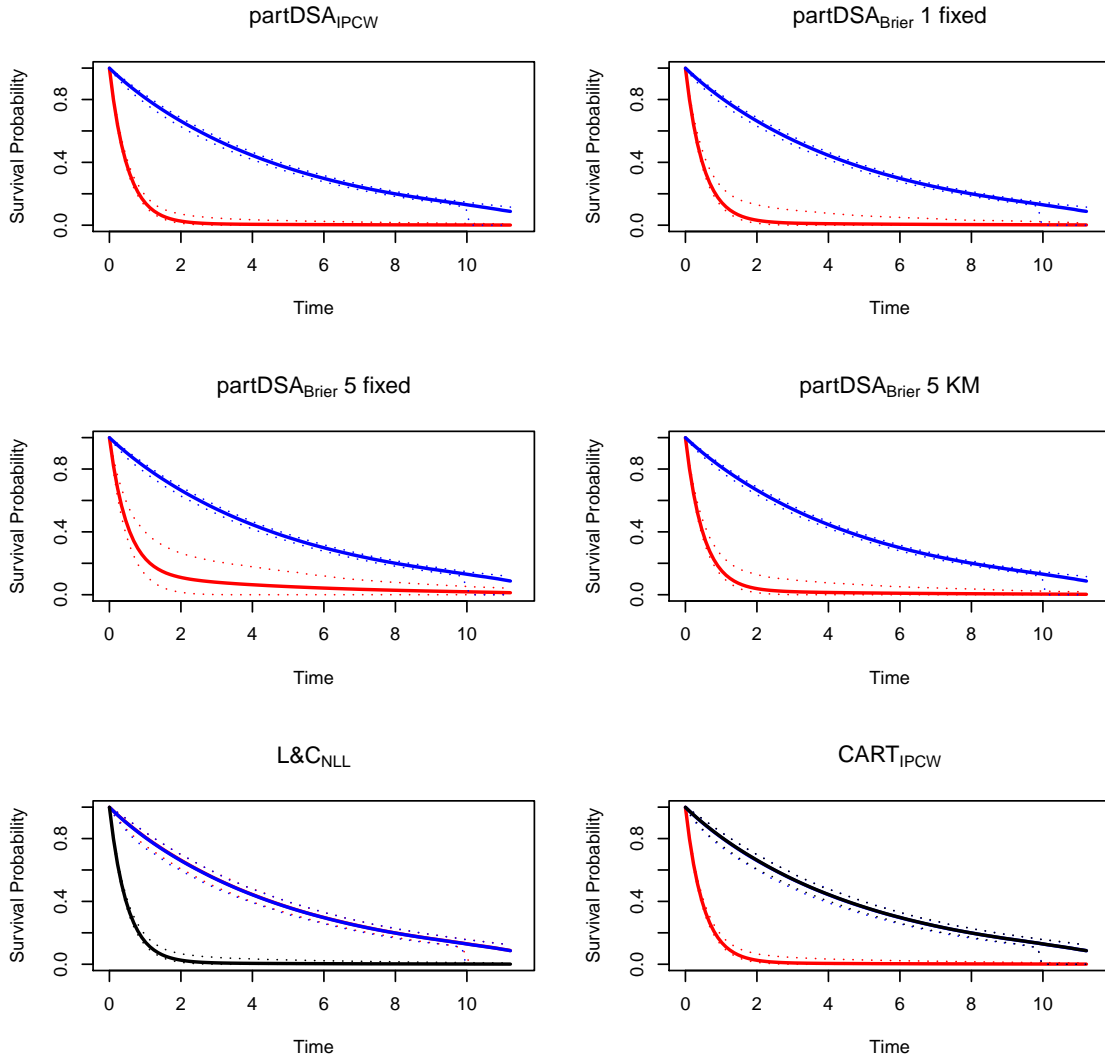 partDSA_IPCW
Survival Probability
0.0 0.4 0.8
0 2 4 6 8 10
Time
partDSA_Brier 1 fixed
Survival Probability
0.0 0.4 0.8
0 2 4 6 8 10
Time
partDSA_Brier 5 fixed
Survival Probability
0.0 0.4 0.8
0 2 4 6 8 10
Time
partDSA_Brier 5 KM
Survival Probability
0.0 0.4 0.8
0 2 4 6 8 10
Time
L&C_NLL
Survival Probability
0.0 0.4 0.8
0 2 4 6 8 10
Time
CART_IPCW
Survival Probability
0.0 0.4 0.8
0 2 4 6 8 10
Time